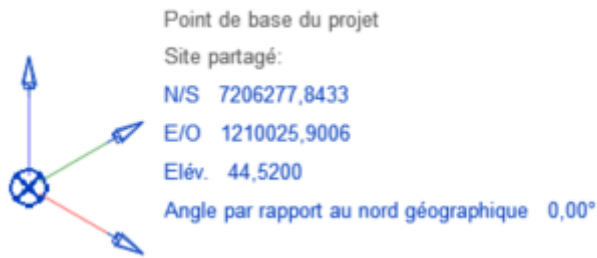 Point de base du projet
Site partagé:
N/S 7206277,8433
E/O 1210025,9006
Elév. 44,5200
Angle par rapport au nord géographique 0,00°